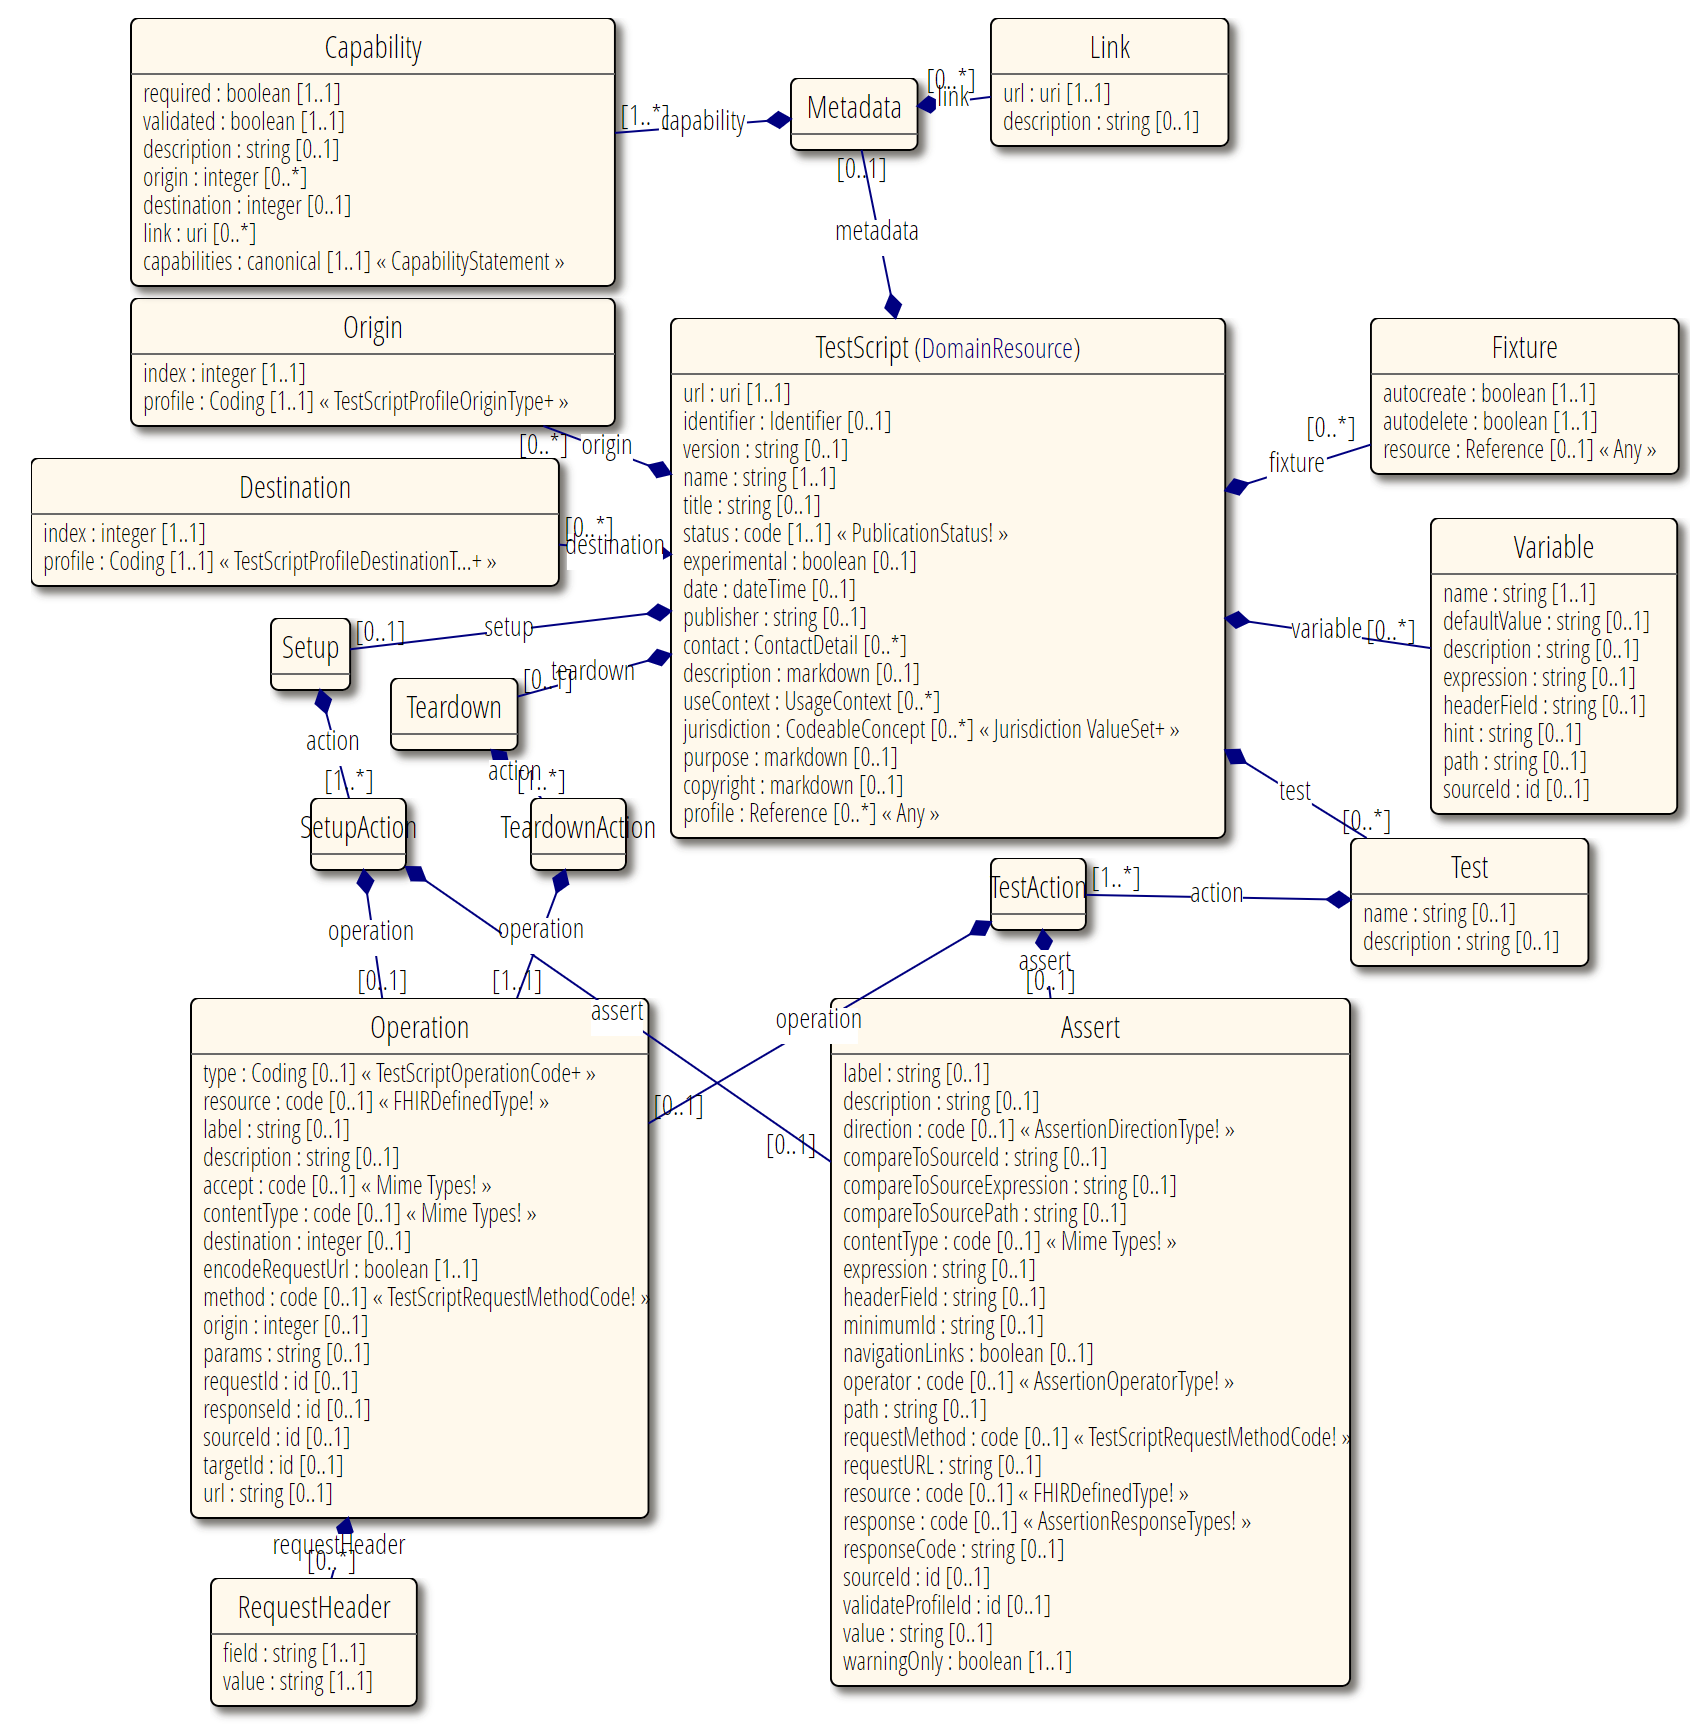 Capability
required : boolean [1..1]
validated : boolean [1..1]
description : string [0..1]
origin : integer [0..*]
destination : integer [0..1]
link : uri [0..*]
capabilities : canonical [1..1] « CapabilityStatement »
[1..*]
capability
Metadata
[0..*]
link
Link
url : uri [1..1]
description : string [0..1]
[0..1]
metadata
Origin
index : integer [1..1]
profile : Coding [1..1] « TestScriptProfileOriginType+ »
[0..*]
origin
Destination
index : integer [1..1]
profile : Coding [1..1] « TestScriptProfileDestinationT...+ »
[0..*]
destination
TestScript (DomainResource)
url : uri [1..1]
identifier : Identifier [0..1]
version : string [0..1]
name : string [1..1]
title : string [0..1]
status : code [1..1] « PublicationStatus! »
experimental : boolean [0..1]
date : dateTime [0..1]
publisher : string [0..1]
contact : ContactDetail [0..*]
description : markdown [0..1]
useContext : UsageContext [0..*]
jurisdiction : CodeableConcept [0..*] « Jurisdiction ValueSet+ »
purpose : markdown [0..1]
copyright : markdown [0..1]
profile : Reference [0..*] « Any »
Fixture
autocreate : boolean [1..1]
autodelete : boolean [1..1]
resource : Reference [0..1] « Any »
[0..*]
fixture
Variable
name : string [1..1]
defaultValue : string [0..1]
description : string [0..1]
expression : string [0..1]
headerField : string [0..1]
hint : string [0..1]
path : string [0..1]
sourceId : id [0..1]
variable
[0..*]
Setup
[0..1]
setup
Teardown
[0..1]
teardown
action
[1..*]
action
[1..*]
SetupAction
TeardownAction
test
[0..*]
Test
name : string [0..1]
description : string [0..1]
TestAction
[1..*]
action
operation
[0..1]
operation
[1..1]
assert
[0..1]
operation
[0..1]
assert
[0..1]
Operation
type : Coding [0..1] « TestScriptOperationCode+ »
resource : code [0..1] « FHIRDefinedType! »
label : string [0..1]
description : string [0..1]
accept : code [0..1] « Mime Types! »
contentType : code [0..1] « Mime Types! »
destination : integer [0..1]
encodeRequestUrl : boolean [1..1]
method : code [0..1] « TestScriptRequestMethodCode! »
origin : integer [0..1]
params : string [0..1]
requestId : id [0..1]
responseId : id [0..1]
sourceId : id [0..1]
targetId : id [0..1]
url : string [0..1]
Assert
label : string [0..1]
description : string [0..1]
direction : code [0..1] « AssertionDirectionType! »
compareToSourceId : string [0..1]
compareToSourceExpression : string [0..1]
compareToSourcePath : string [0..1]
contentType : code [0..1] « Mime Types! »
expression : string [0..1]
headerField : string [0..1]
minimumId : string [0..1]
navigationLinks : boolean [0..1]
operator : code [0..1] « AssertionOperatorType! »
path : string [0..1]
requestMethod : code [0..1] « TestScriptRequestMethodCode! »
requestURL : string [0..1]
resource : code [0..1] « FHIRDefinedType! »
response : code [0..1] « AssertionResponseTypes! »
responseCode : string [0..1]
sourceId : id [0..1]
validateProfileId : id [0..1]
value : string [0..1]
warningOnly : boolean [1..1]
requestHeader
[0..*]
RequestHeader
field : string [1..1]
value : string [1..1]